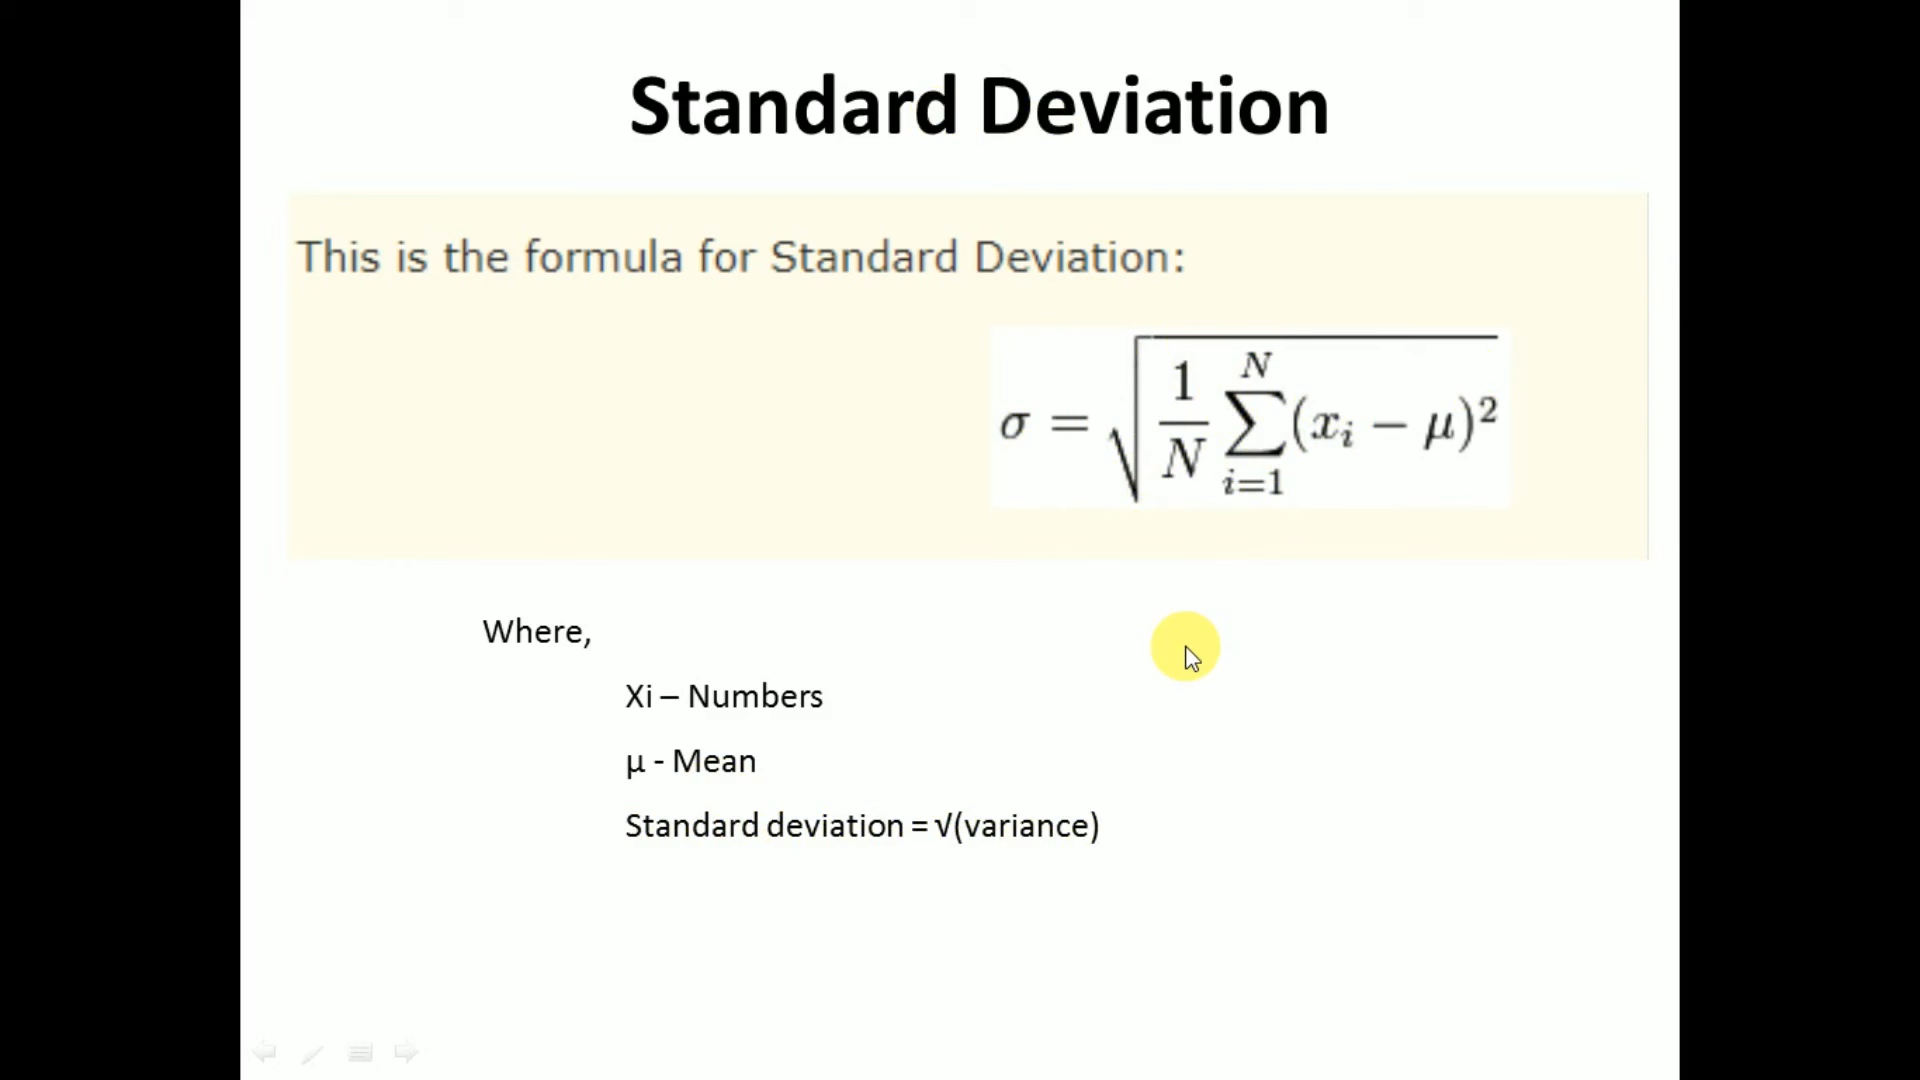 Standard Deviation
This is the formula for Standard Deviation:
σ = √(1/N ∑_{i=1}^{N} (x_i − μ)²)
Where,
Xi – Numbers
µ - Mean
Standard deviation = √(variance)